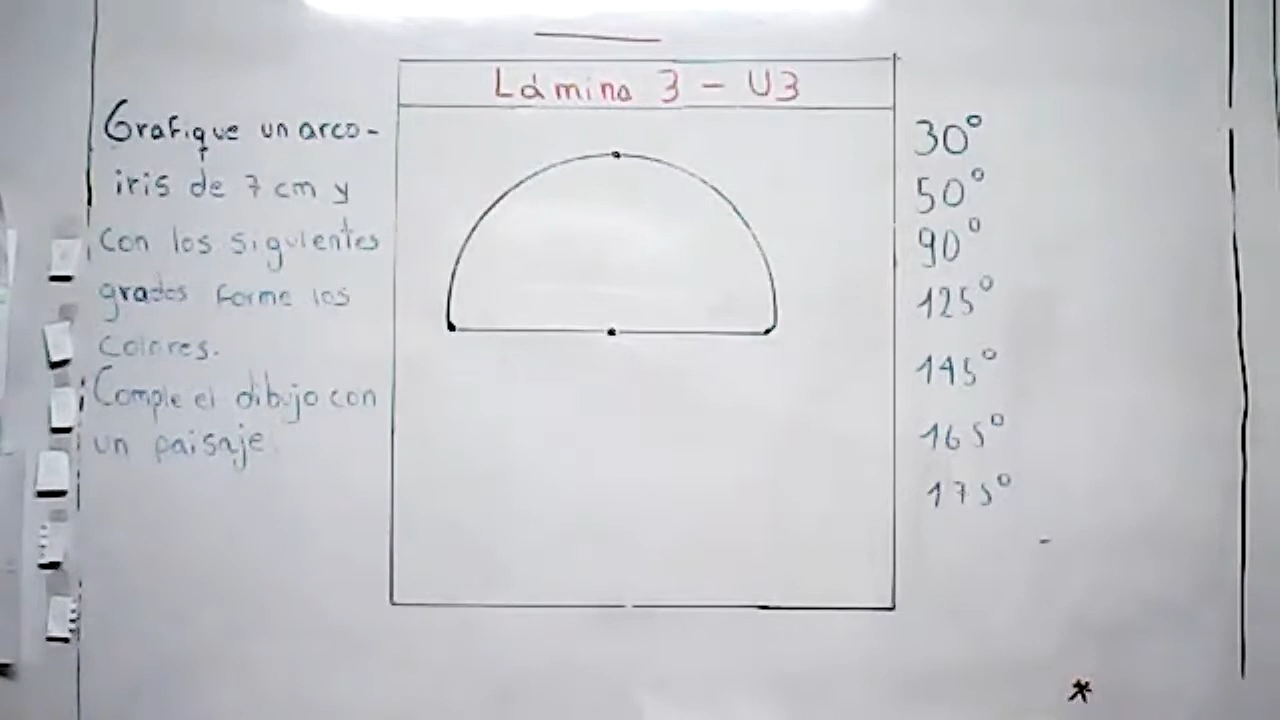 Lámina 3 - U3
Grafique un arco-
iris de 7 cm y
con los siguientes
grados forme los
colores.
Comple el dibujo con
un paisaje.
30°
50°
90°
125°
145°
165°
175°